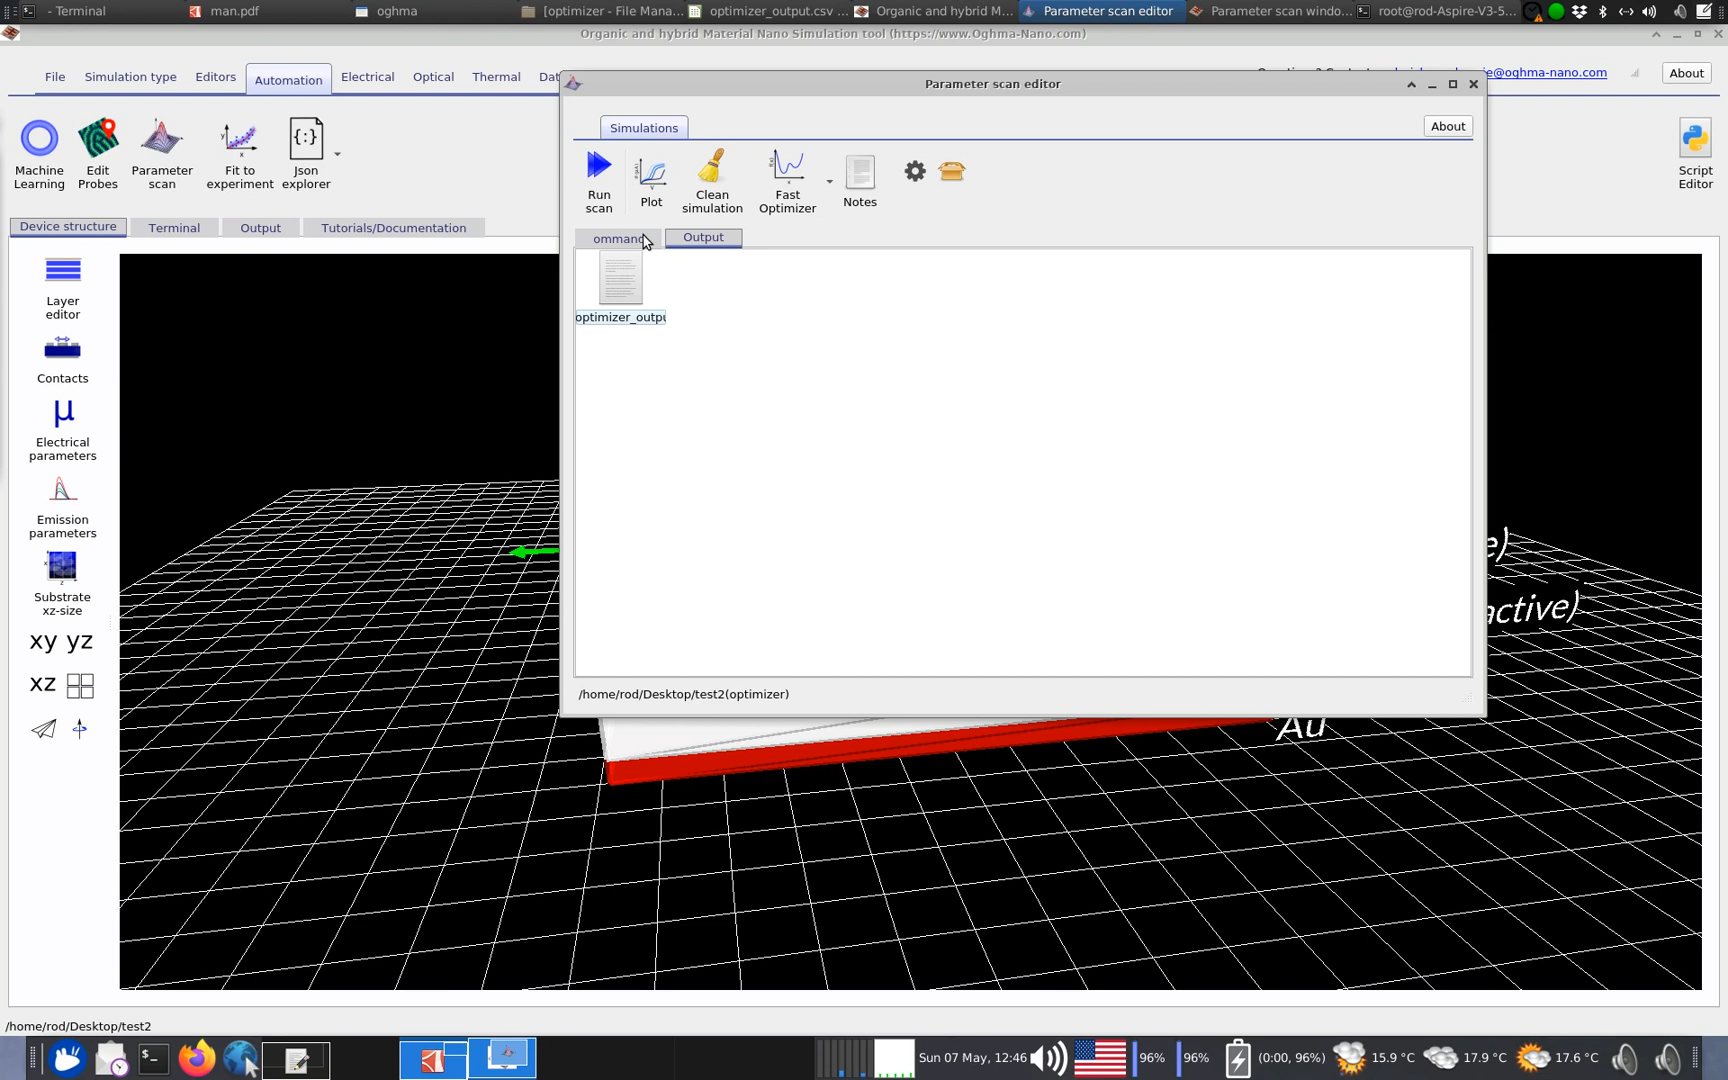 - Terminal
man.pdf
oghma
[optimizer - File Mana...
optimizer_output.csv ...
Organic and hybrid M...
Parameter scan editor
Parameter scan windo...
root@rod-Aspire-V3-5...
Organic and hybrid Material Nano Simulation tool (https://www.Oghma-Nano.com)
File
Simulation type
Editors
Automation
Electrical
Optical
Thermal
Dat
e@oghma-nano.com
About
Machine
Learning
Edit
Probes
Parameter
scan
Fit to
experiment
{:}
Json
explorer
Script
Editor
Device structure
Terminal
Output
Tutorials/Documentation
Layer
editor
Contacts
μ
Electrical
parameters
Emission
parameters
Substrate
xz-size
xy yz
xz
Parameter scan editor
Simulations
About
Run
scan
Plot
Clean
simulation
Fast
Optimizer
Notes
ommand
Output
optimizer_outpu
/home/rod/Desktop/test2(optimizer)
e)
active)
Au
/home/rod/Desktop/test2
Sun 07 May, 12:46
96%
96%
(0:00, 96%)
15.9 °C
17.9 °C
17.6 °C